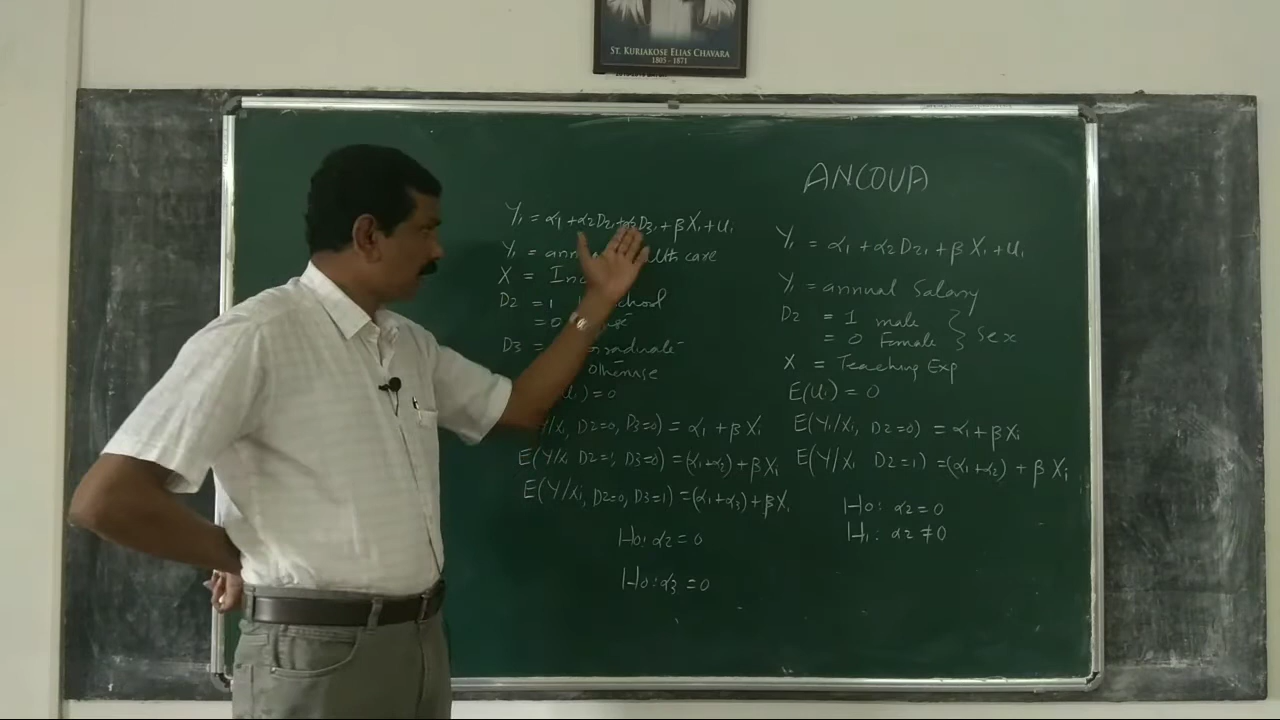 ST. KURIAKOSE ELIAS CHAVARA
1805 - 1871
ANCOVA
Yi = α1 + α2D2i + α3D3i + βXi + Ui
Yi = health care
X =
D2 = 1 school
= 0
D3 =
otherwise
) = 0
Xi, D2=0, D3=0) = α1 + βXi
E(Y/Xi D2=1, D3=0) = (α1+α2) + βXi
E(Y/Xi, D2=0, D3=1) = (α1+α3) + βXi
H0: α2 = 0
H0: α3 = 0
Yi = α1 + α2D2i + βXi + Ui
Yi = annual Salary
D2 = 1 male
= 0 Female } Sex
X = Teaching Exp
E(Ui) = 0
E(Yi/Xi, D2=0) = α1 + βXi
E(Y/Xi D2=1) = (α1+α2) + βXi
H0: α2 = 0
H1: α2 ≠ 0